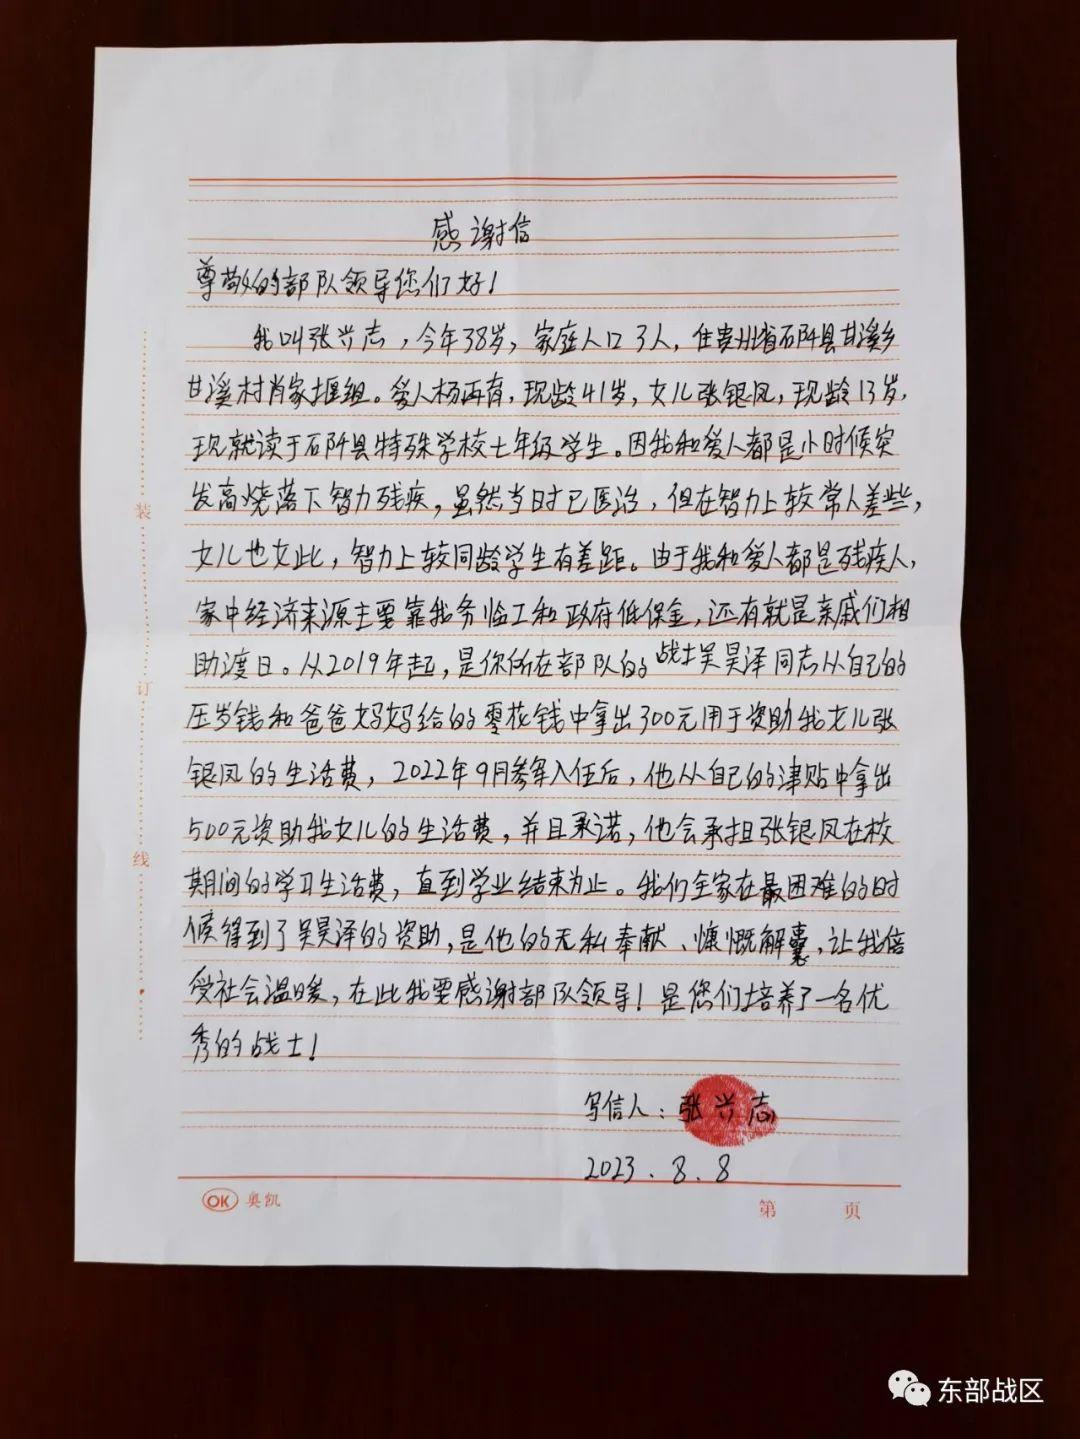 感谢信
尊敬的部队领导您们好!
我叫张兴志,今年38岁,家庭人口3人,住贵州省石阡县甘溪乡
甘溪村肖家堰组。爱人杨再有,现龄41岁,女儿张银凤,现龄13岁,
现就读于石阡县特殊学校七年级学生。因我和爱人都是小时候突
发高烧落下智力残疾,虽然当时已医治,但在智力上较常人差些,
女儿也如此,智力上较同龄学生有差距。由于我和爱人都是残疾人,
家中经济来源主要靠我务临工和政府低保金,还有就是亲戚们相
助渡日。从2019年起,是你所在部队的战士吴昊泽同志从自己的
压岁钱和爸爸妈妈给的零花钱中拿出300元用于资助我女儿张
银凤的生活费,2022年9月参军入伍后,他从自己的津贴中拿出
500元资助我女儿的生活费,并且承诺,他会承担张银凤在校
期间的学习生活费,直到学业结束为止。我们全家在最困难的时
候得到了吴昊泽的资助,是他的无私奉献、慷慨解囊,让我倍
受社会温暖,在此我要感谢部队领导!是您们培养了一名优
秀的战士!
写信人:张兴志
2023.8.8
装
订
线
OK 奥凯
第 页
东部战区